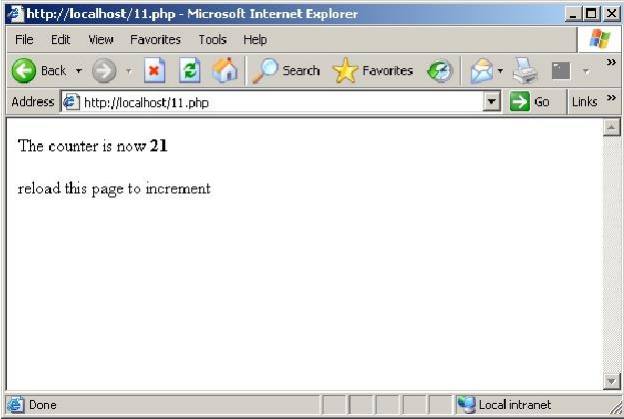 http://localhost/11.php - Microsoft Internet Explorer
File Edit View Favorites Tools Help
Back Search Favorites »
Address http://localhost/11.php Go Links »
The counter is now 21
reload this page to increment
Done Local intranet